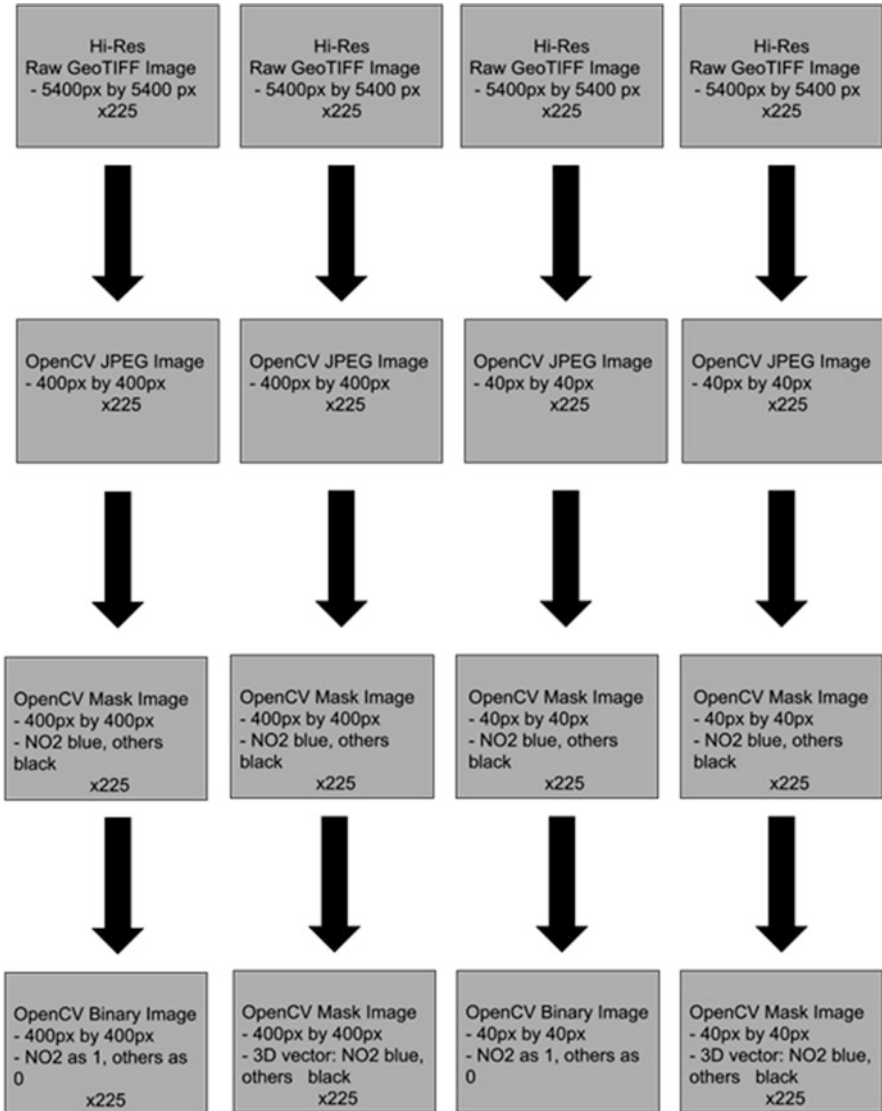 Hi-Res
Raw GeoTIFF Image
- 5400px by 5400 px
x225
Hi-Res
Raw GeoTIFF Image
- 5400px by 5400 px
x225
Hi-Res
Raw GeoTIFF Image
- 5400px by 5400 px
x225
Hi-Res
Raw GeoTIFF Image
- 5400px by 5400 px
x225
OpenCV JPEG Image
- 400px by 400px
x225
OpenCV JPEG Image
- 400px by 400px
x225
OpenCV JPEG Image
- 40px by 40px
x225
OpenCV JPEG Image
- 40px by 40px
x225
OpenCV Mask Image
- 400px by 400px
- NO2 blue, others
black
x225
OpenCV Mask Image
- 400px by 400px
- NO2 blue, others
black
x225
OpenCV Mask Image
- 40px by 40px
- NO2 blue, others
black
x225
OpenCV Mask Image
- 40px by 40px
- NO2 blue, others
black
x225
OpenCV Binary Image
- 400px by 400px
- NO2 as 1, others as
0
x225
OpenCV Mask Image
- 400px by 400px
- 3D vector: NO2 blue,
others black
x225
OpenCV Binary Image
- 40px by 40px
- NO2 as 1, others as
0
OpenCV Mask Image
- 40px by 40px
- 3D vector: NO2 blue,
others black
x225